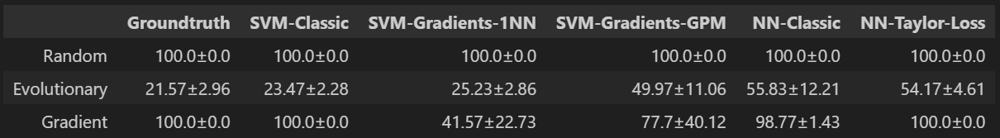 Groundtruth SVM-Classic SVM-Gradients-1NN SVM-Gradients-GPM NN-Classic NN-Taylor-Loss
Random 100.0±0.0 100.0±0.0 100.0±0.0 100.0±0.0 100.0±0.0 100.0±0.0
Evolutionary 21.57±2.96 23.47±2.28 25.23±2.86 49.97±11.06 55.83±12.21 54.17±4.61
Gradient 100.0±0.0 100.0±0.0 41.57±22.73 77.7±40.12 98.77±1.43 100.0±0.0